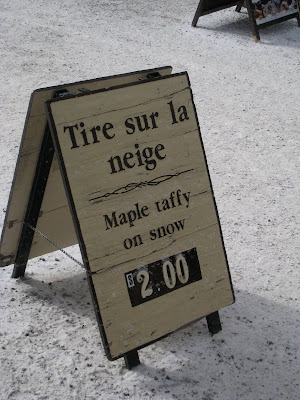 Tire sur la
neige
Maple taffy
on snow
$2.00